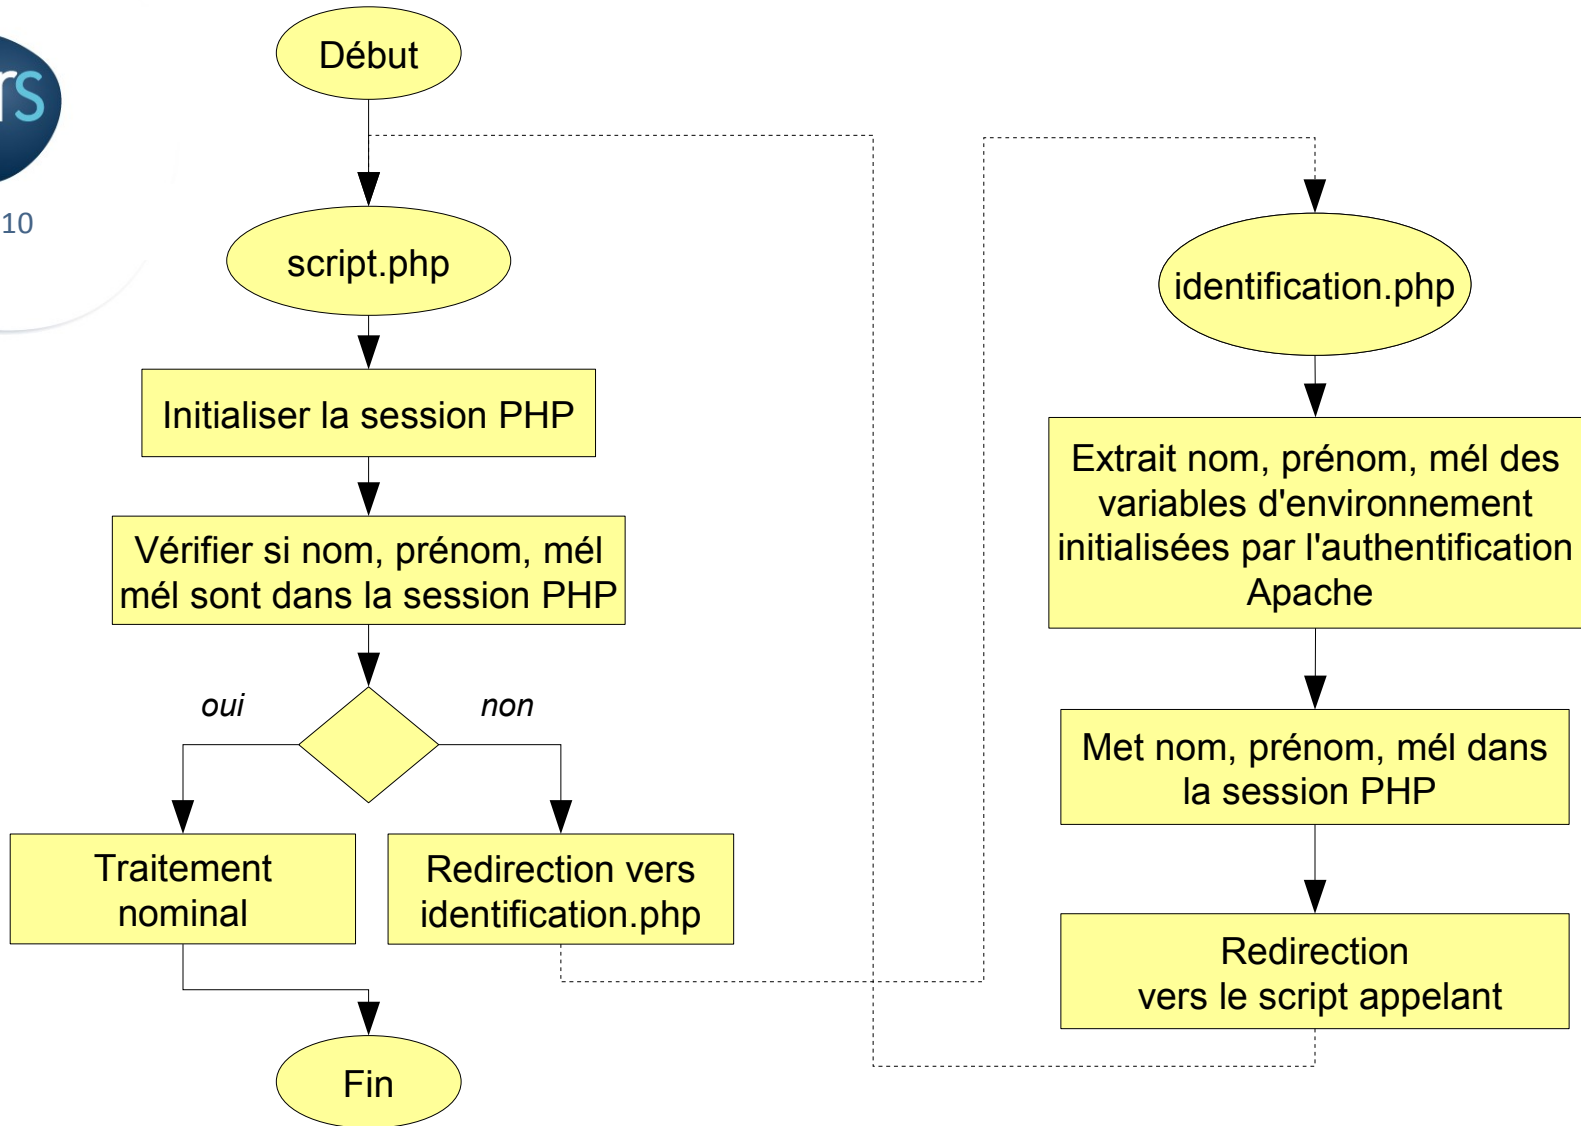 Début
rs
10
script.php
identification.php
Initialiser la session PHP
Extrait nom, prénom, mél des
variables d'environnement
initialisées par l'authentification
Apache
Vérifier si nom, prénom, mél
mél sont dans la session PHP
oui
non
Met nom, prénom, mél dans
la session PHP
Traitement
nominal
Redirection vers
identification.php
Redirection
vers le script appelant
Fin